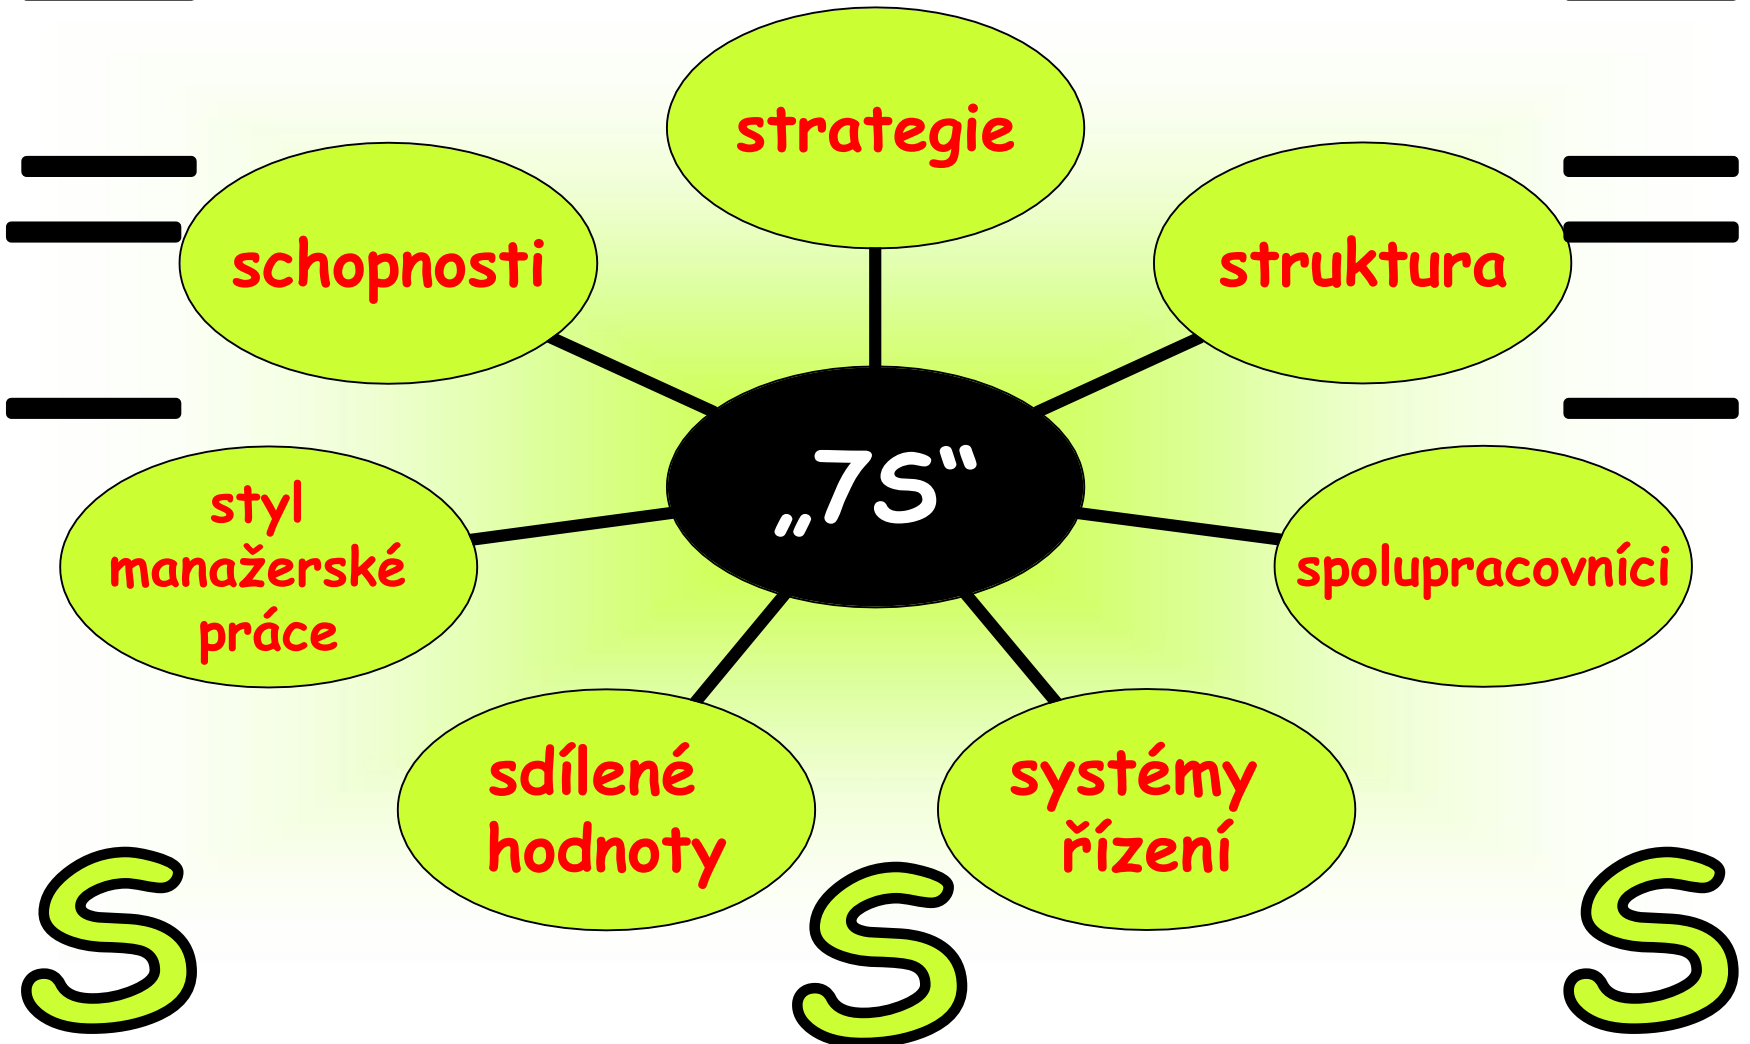 strategie
schopnosti
struktura
„7S“
styl
manažerské
práce
spolupracovníci
sdílené
hodnoty
systémy
řízení
S
S
S